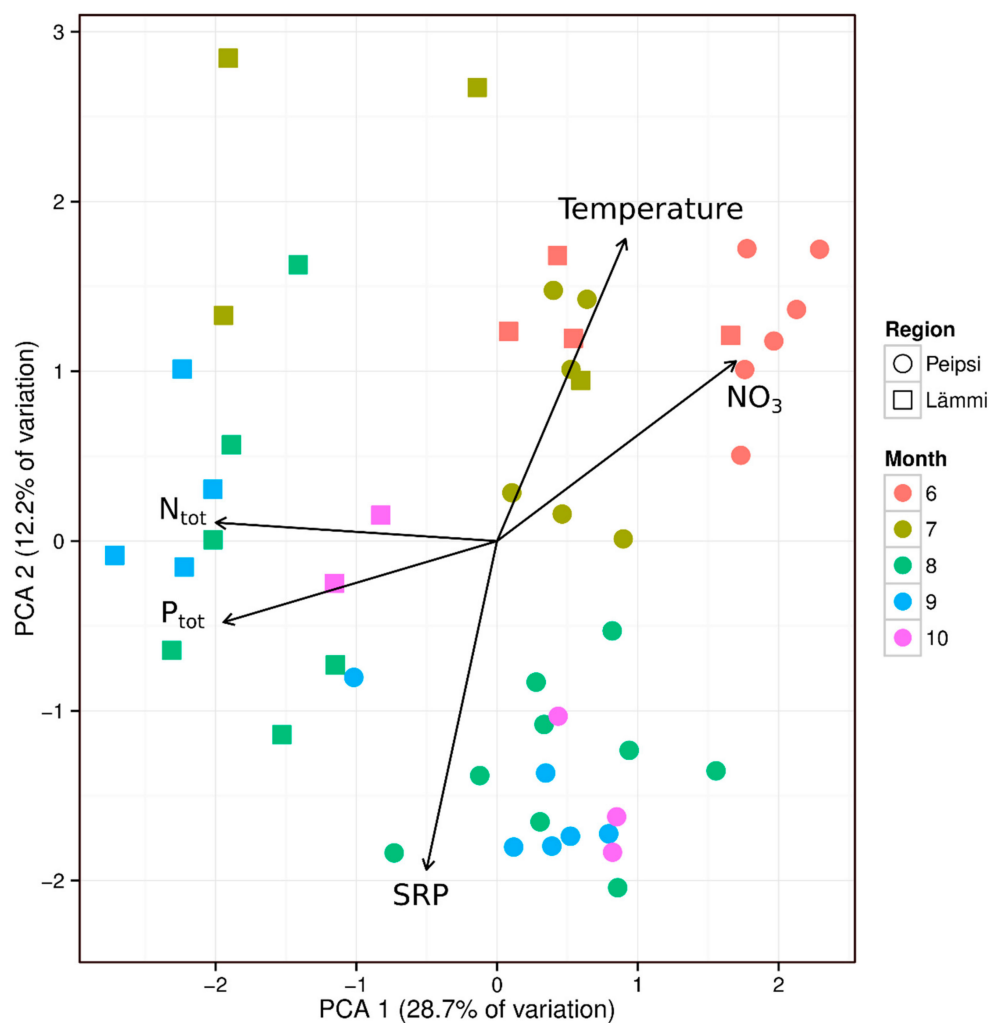 3
2
1
0
−1
−2
PCA 2 (12.2% of variation)
Temperature
NO₃
Nₜₒₜ
Pₜₒₜ
SRP
−2 −1 0 1 2
PCA 1 (28.7% of variation)
Region
Peipsi
Lämmi
Month
6
7
8
9
10